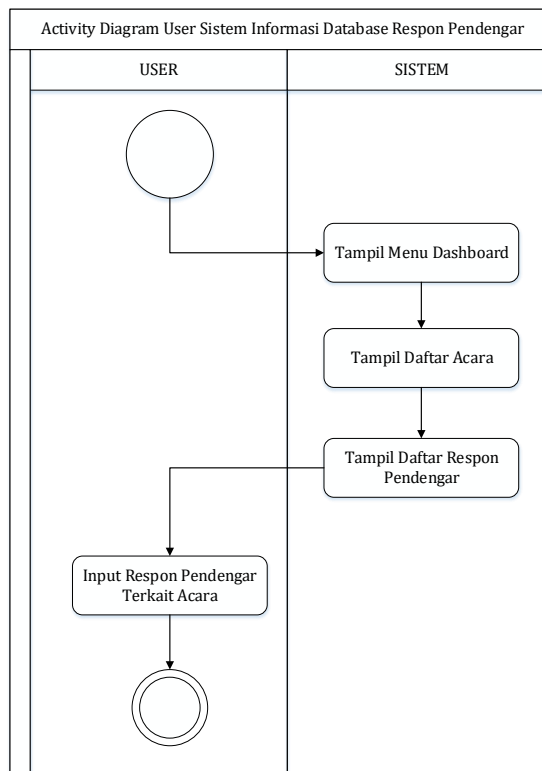 Activity Diagram User Sistem Informasi Database Respon Pendengar
USER
SISTEM
Tampil Menu Dashboard
Tampil Daftar Acara
Tampil Daftar Respon
Pendengar
Input Respon Pendengar
Terkait Acara